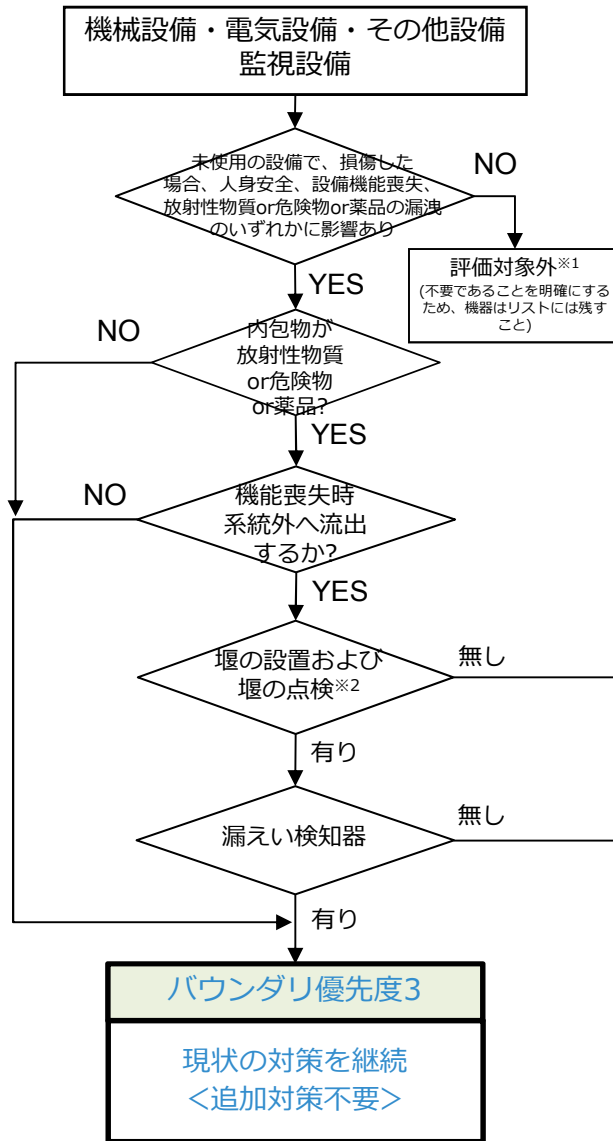 機械設備・電気設備・その他設備
監視設備
未使用の設備で、損傷した
場合、人身安全、設備機能喪失、
放射性物質or危険物or薬品の漏洩
のいずれかに影響あり
NO
YES
評価対象外※1
(不要であることを明確にする
ため、機器はリストには残す
こと)
NO
内包物が
放射性物質
or危険物
or薬品?
YES
NO
機能喪失時
系統外へ流出
するか?
YES
堰の設置および
堰の点検※2
無し
有り
漏えい検知器
無し
有り
バウンダリ優先度3
現状の対策を継続
<追加対策不要>